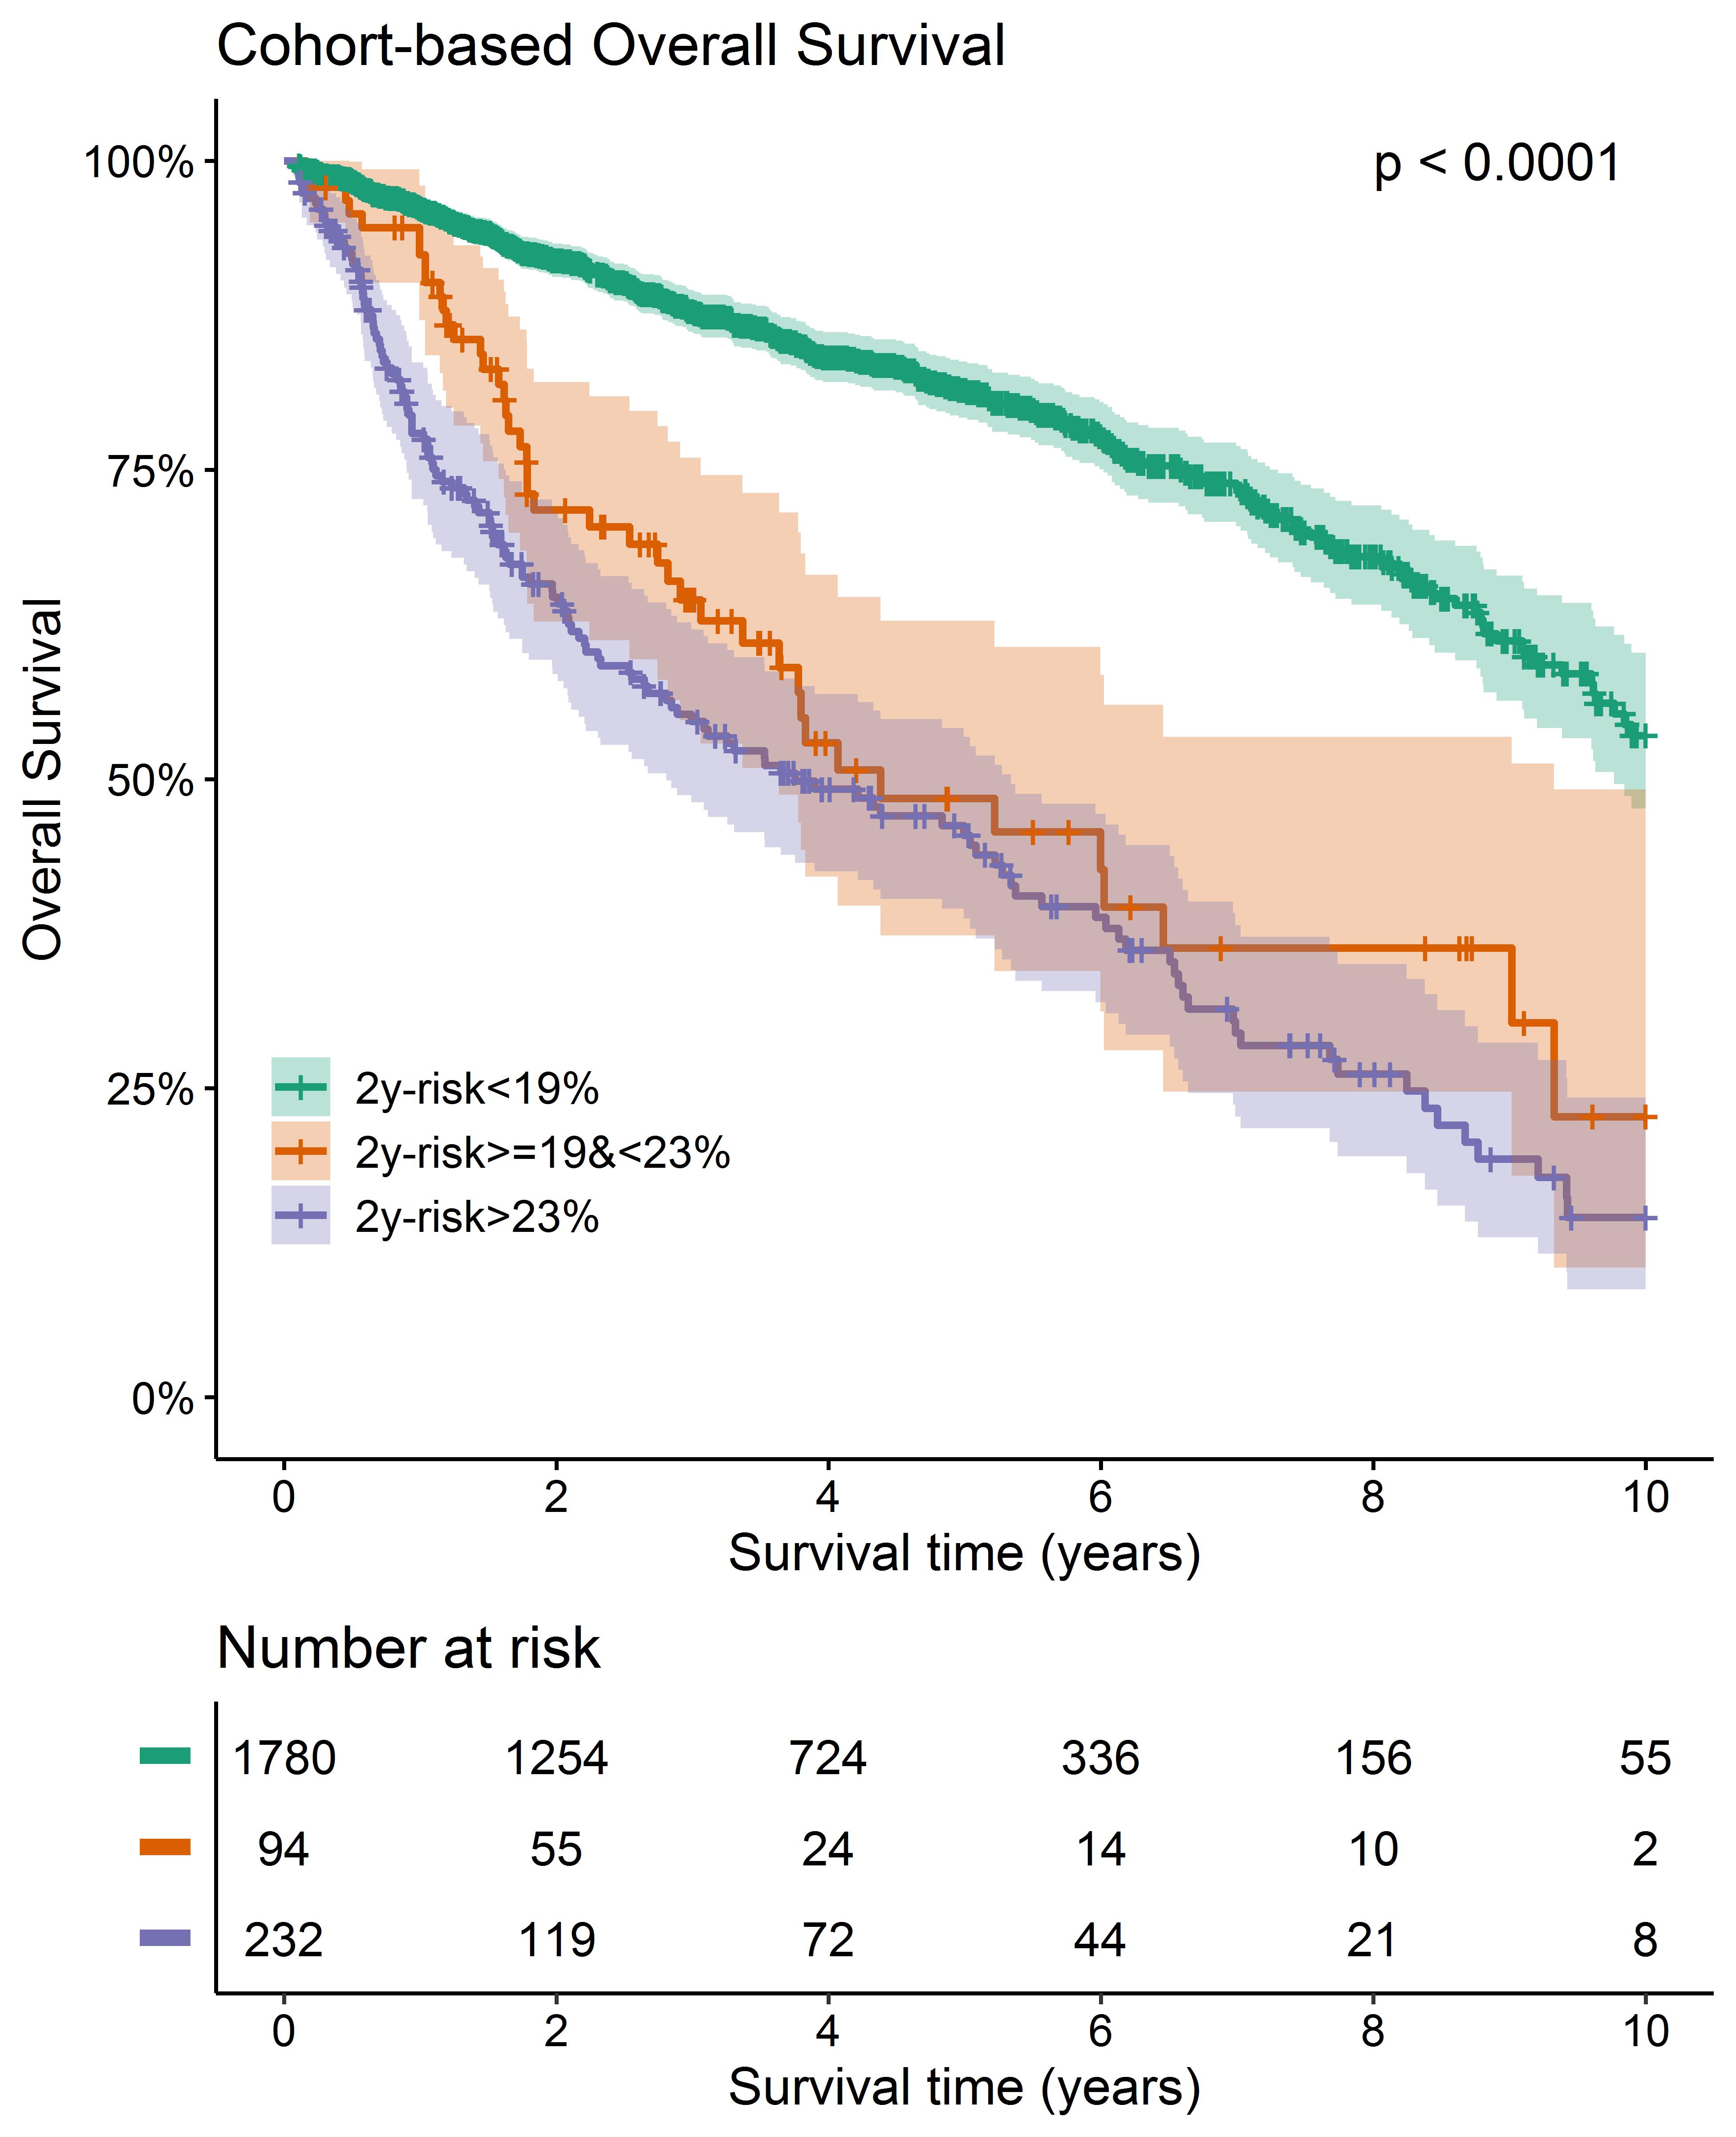 Cohort-based Overall Survival
p < 0.0001
100%
75%
50%
25%
0%
Overall Survival
2y-risk<19%
2y-risk>=19&<23%
2y-risk>23%
0 2 4 6 8 10
Survival time (years)
Number at risk
1780 1254 724 336 156 55
94 55 24 14 10 2
232 119 72 44 21 8
0 2 4 6 8 10
Survival time (years)